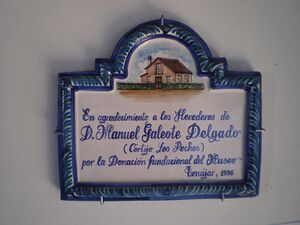 En agradecimiento a los Herederos de
D. Manuel Galeote Delgado
(Cortijo Los Pechos)
por la Donación fundacional del Museo
Iznájar, 1996